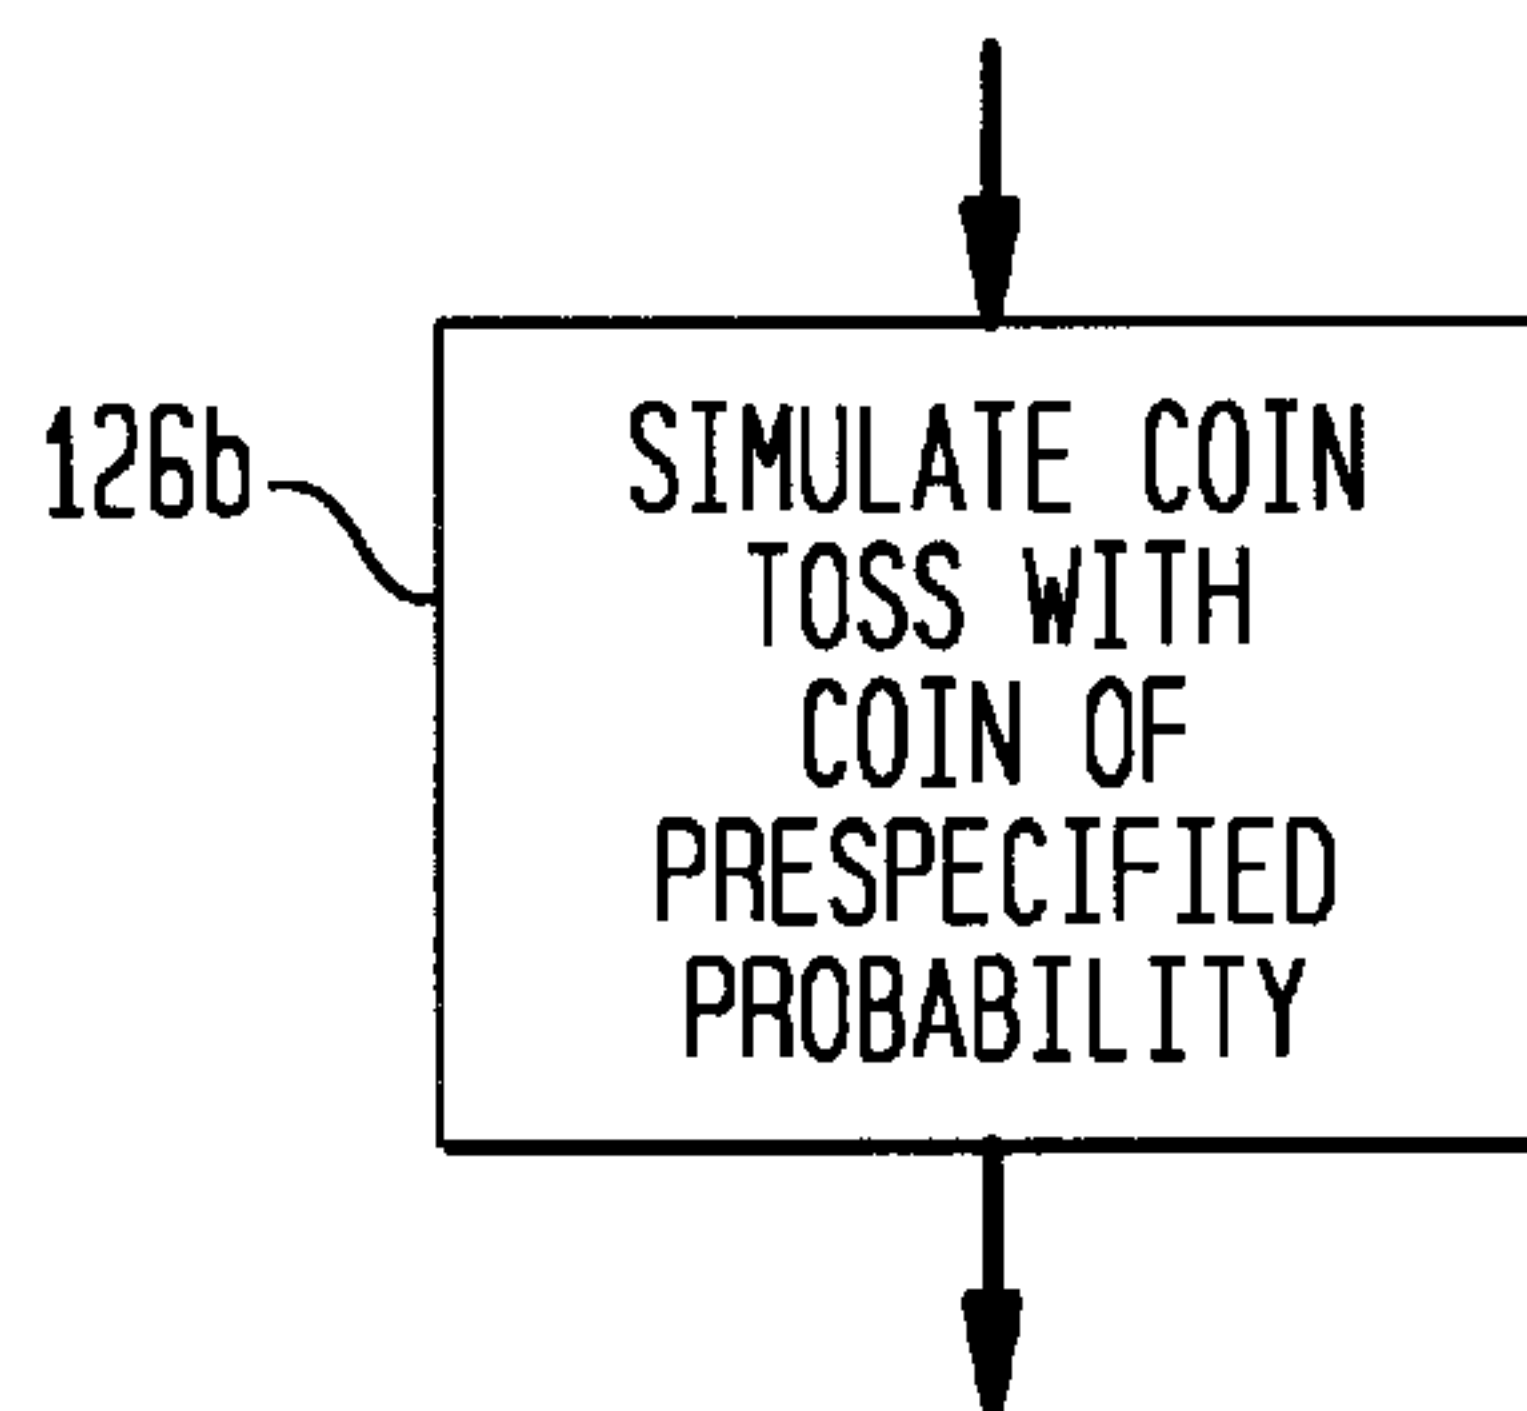 126b
SIMULATE COIN
TOSS WITH
COIN OF
PRESPECIFIED
PROBABILITY